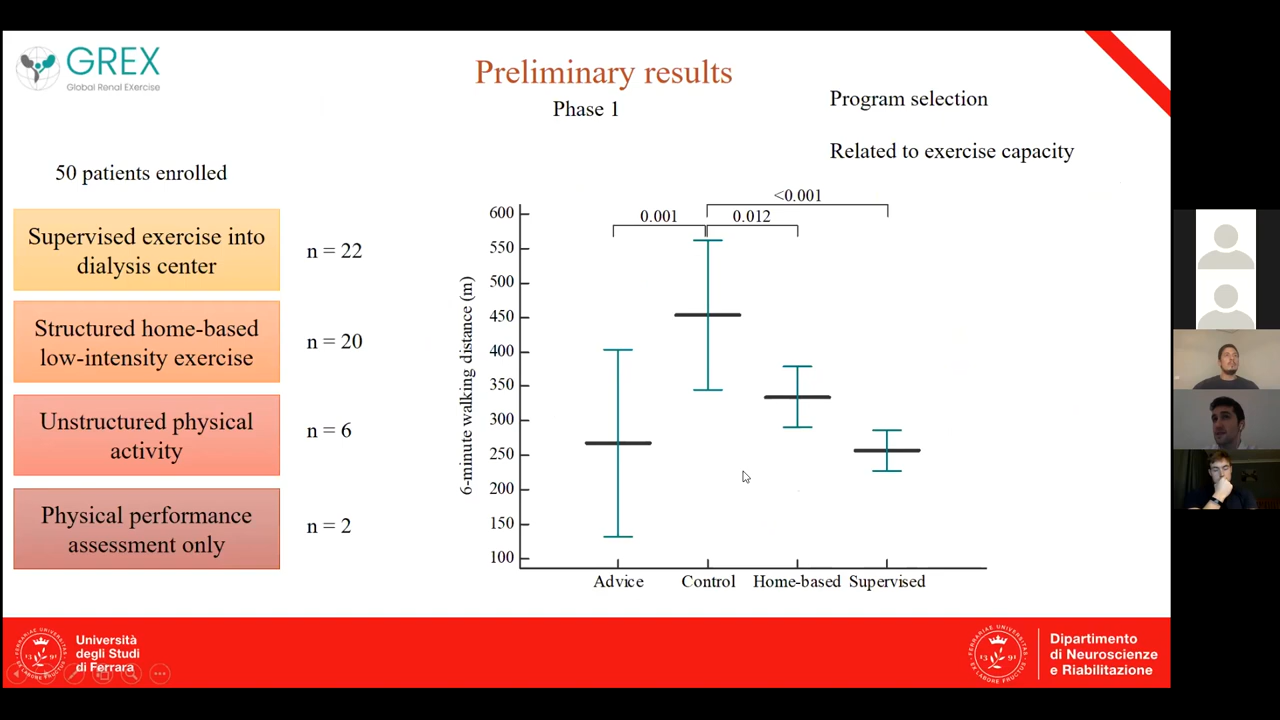 GREX
Global Renal Exercise
Preliminary results
Phase 1
Program selection
Related to exercise capacity
50 patients enrolled
Supervised exercise into
dialysis center
n = 22
Structured home-based
low-intensity exercise
n = 20
Unstructured physical
activity
n = 6
Physical performance
assessment only
n = 2
<0.001
0.001
0.012
6-minute walking distance (m)
600
550
500
450
400
350
300
250
200
150
100
Advice
Control
Home-based
Supervised
Università
degli Studi
di Ferrara
Dipartimento
di Neuroscienze
e Riabilitazione